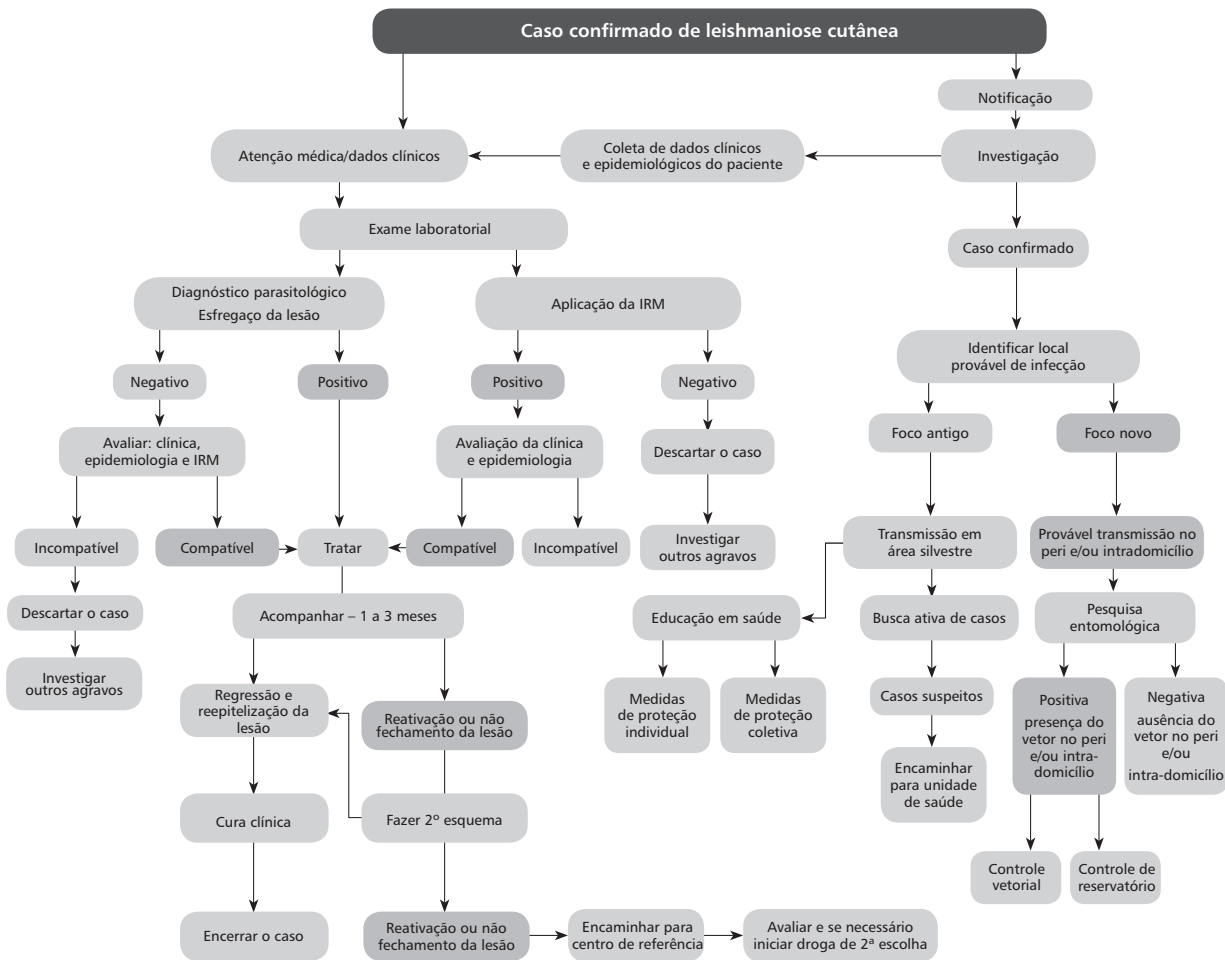 Caso confirmado de leishmaniose cutânea
Notificação
Atenção médica/dados clínicos
Coleta de dados clínicos
e epidemiológicos do paciente
Investigação
Exame laboratorial
Caso confirmado
Diagnóstico parasitológico
Esfregaço da lesão
Aplicação da IRM
Identificar local
provável de infecção
Negativo
Positivo
Positivo
Negativo
Foco antigo
Foco novo
Avaliar: clínica,
epidemiologia e IRM
Avaliação da clínica
e epidemiologia
Descartar o caso
Incompatível
Compatível
Tratar
Compatível
Incompatível
Investigar
outros agravos
Transmissão em
área silvestre
Provável transmissão no
peri e/ou intradomicílio
Descartar o caso
Acompanhar – 1 a 3 meses
Educação em saúde
Busca ativa de casos
Pesquisa
entomológica
Investigar
outros agravos
Regressão e
reepitelização da
lesão
Reativação ou não
fechamento da lesão
Medidas
de proteção
individual
Medidas
de proteção
coletiva
Casos suspeitos
Positiva
presença do
vetor no peri
e/ou intra-
domicílio
Negativa
ausência do
vetor no peri
e/ou
intra-domicílio
Encaminhar
para unidade
de saúde
Cura clínica
Fazer 2º esquema
Controle
vetorial
Controle de
reservatório
Encerrar o caso
Reativação ou não
fechamento da lesão
Encaminhar para
centro de referência
Avaliar e se necessário
iniciar droga de 2ª escolha